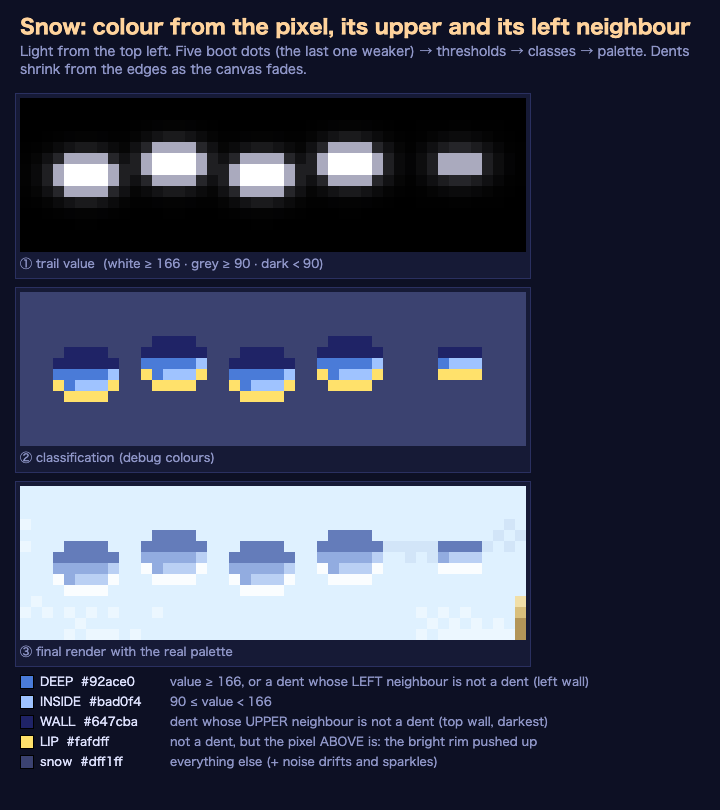 Snow: colour from the pixel, its upper and its left neighbour
Light from the top left. Five boot dots (the last one weaker) → thresholds → classes → palette. Dents
shrink from the edges as the canvas fades.
① trail value (white ≥ 166 · grey ≥ 90 · dark < 90)
② classification (debug colours)
③ final render with the real palette
DEEP #92ace0 value ≥ 166, or a dent whose LEFT neighbour is not a dent (left wall)
INSIDE #bad0f4 90 ≤ value < 166
WALL #647cba dent whose UPPER neighbour is not a dent (top wall, darkest)
LIP #fafdff not a dent, but the pixel ABOVE is: the bright rim pushed up
snow #dff1ff everything else (+ noise drifts and sparkles)